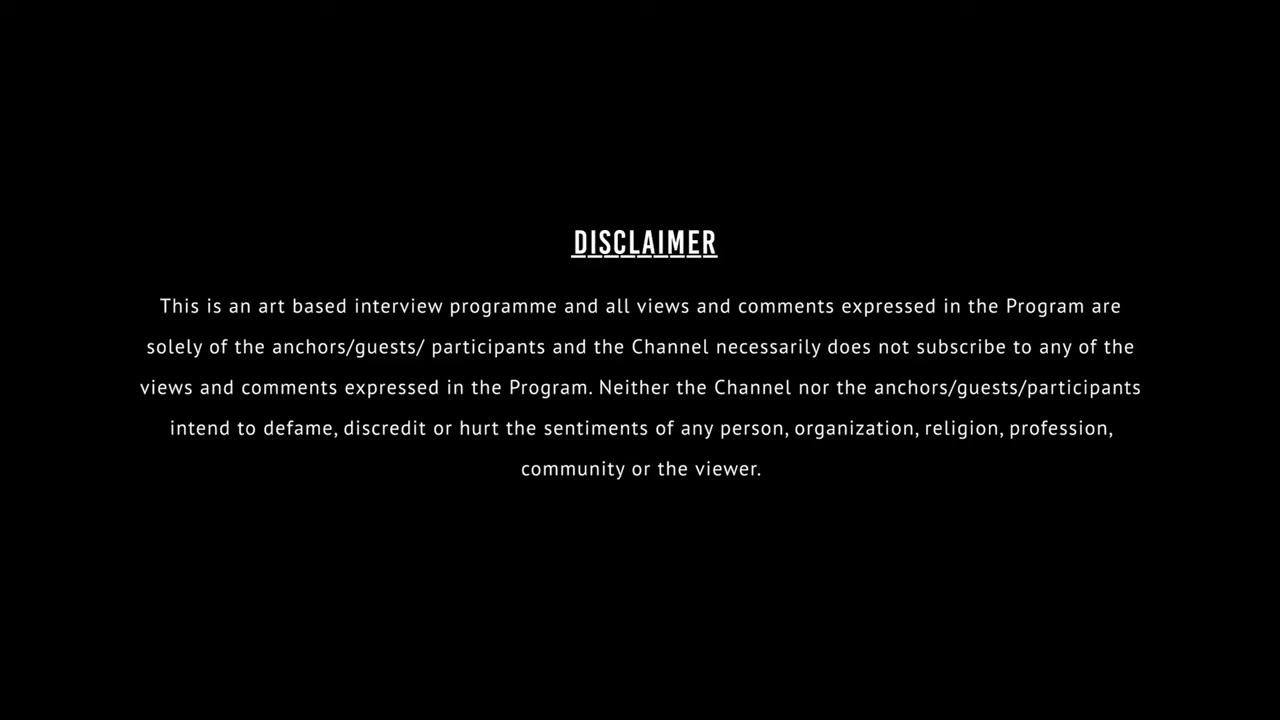 DISCLAIMER
This is an art based interview programme and all views and comments expressed in the Program are
solely of the anchors/guests/ participants and the Channel necessarily does not subscribe to any of the
views and comments expressed in the Program. Neither the Channel nor the anchors/guests/participants
intend to defame, discredit or hurt the sentiments of any person, organization, religion, profession,
community or the viewer.